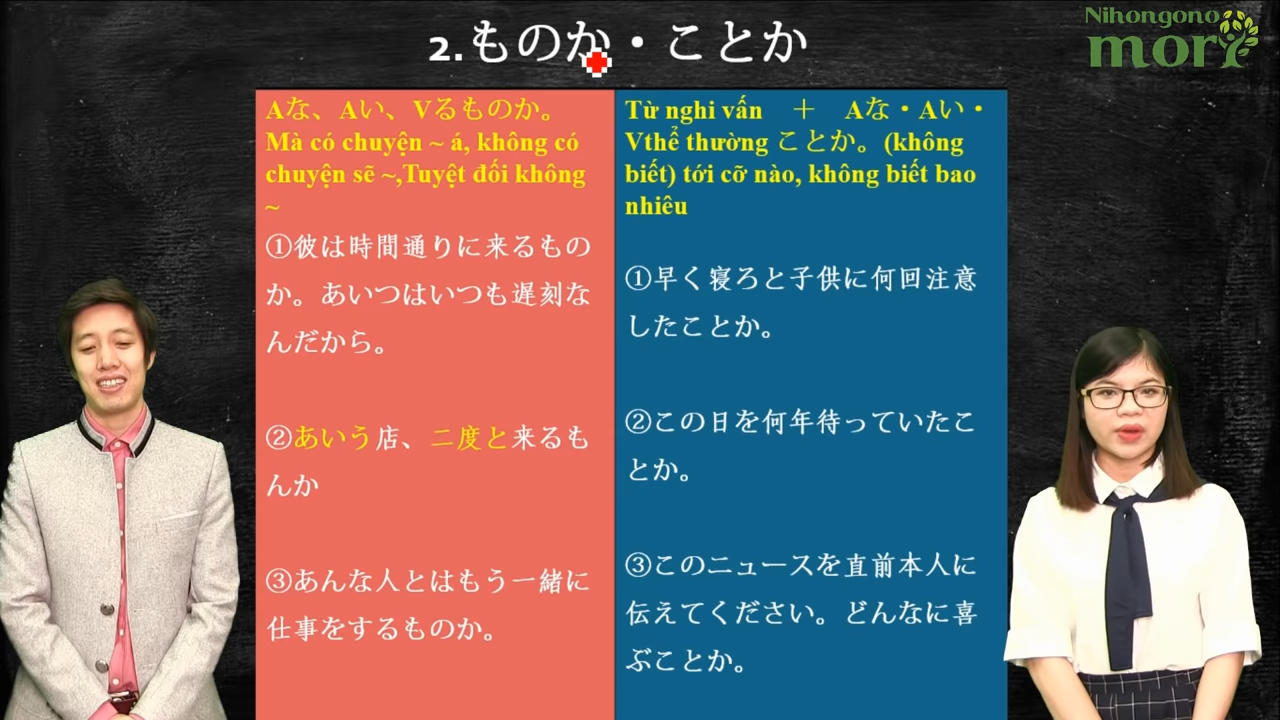 2.ものか・ことか
Nihongono
mori
Aな、Aい、Vるものか。
Mà có chuyện ~ á, không có
chuyện sẽ ~,Tuyệt đối không
~
①彼は時間通りに来るもの
か。あいつはいつも遅刻な
んだから。
②あいう店、二度と来るも
んか
③あんな人とはもう一緒に
仕事をするものか。
Từ nghi vấn ＋ Aな・Aい・
Vthể thường ことか。(không
biết) tới cỡ nào, không biết bao
nhiêu
①早く寝ろと子供に何回注意
したことか。
②この日を何年待っていたこ
とか。
③このニュースを直前本人に
伝えてください。どんなに喜
ぶことか。